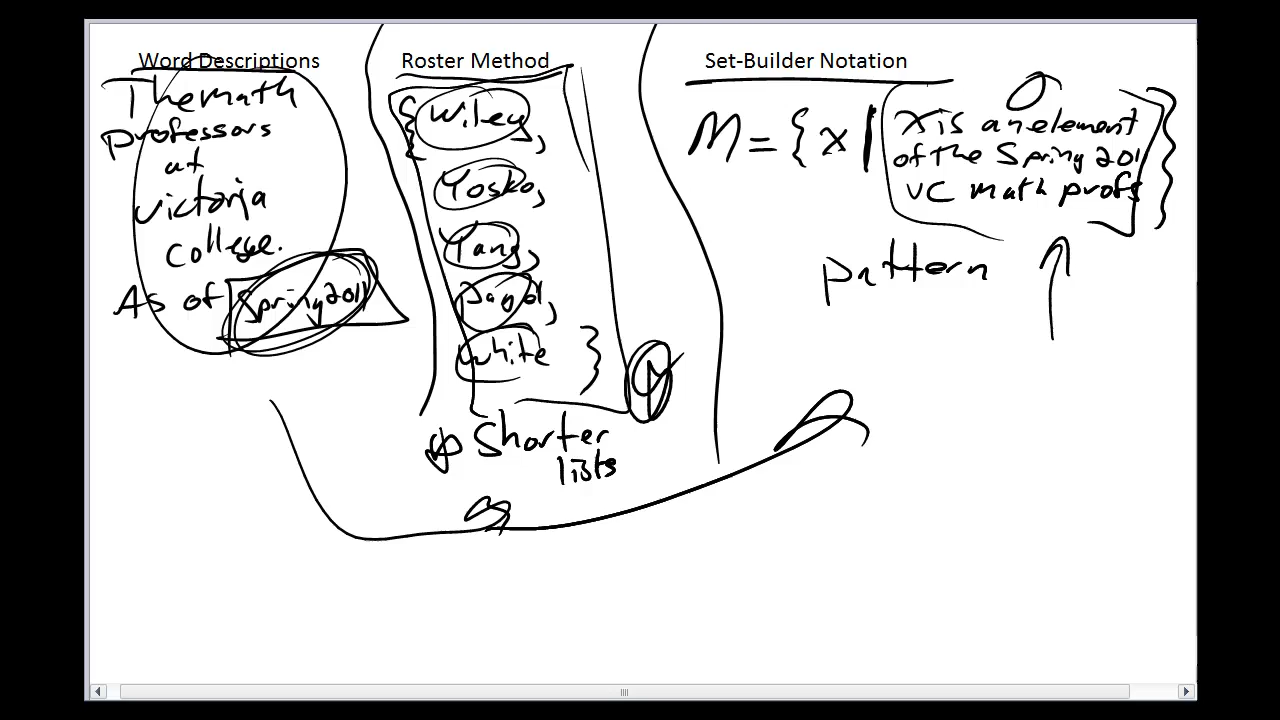 Word Descriptions
The math
professors
at
victoria
college.
As of Spring 2011
Roster Method
{ Wiley,
Yosko,
Yang,
White }
Shorter
lists
Set-Builder Notation
M = { x | X is an element
of the Spring 2011
VC math profs }
pattern